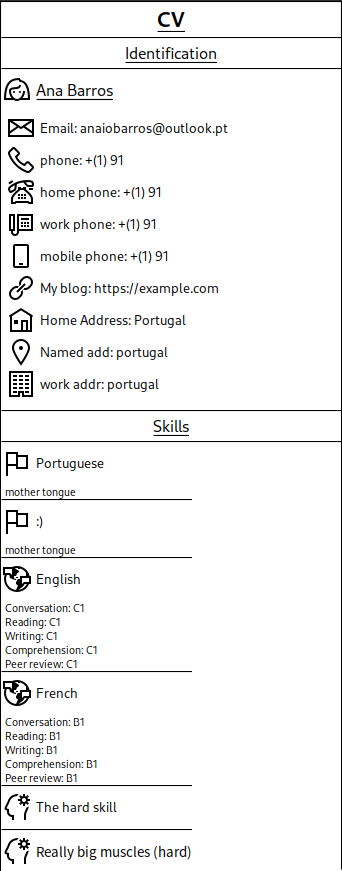 CV
Identification
Ana Barros
Email: anaiobarros@outlook.pt
phone: +(1) 91
home phone: +(1) 91
work phone: +(1) 91
mobile phone: +(1) 91
My blog: https://example.com
Home Address: Portugal
Named add: portugal
work addr: portugal
Skills
Portuguese
mother tongue
:)
mother tongue
English
Conversation: C1
Reading: C1
Writing: C1
Comprehension: C1
Peer review: C1
French
Conversation: B1
Reading: B1
Writing: B1
Comprehension: B1
Peer review: B1
The hard skill
Really big muscles (hard)